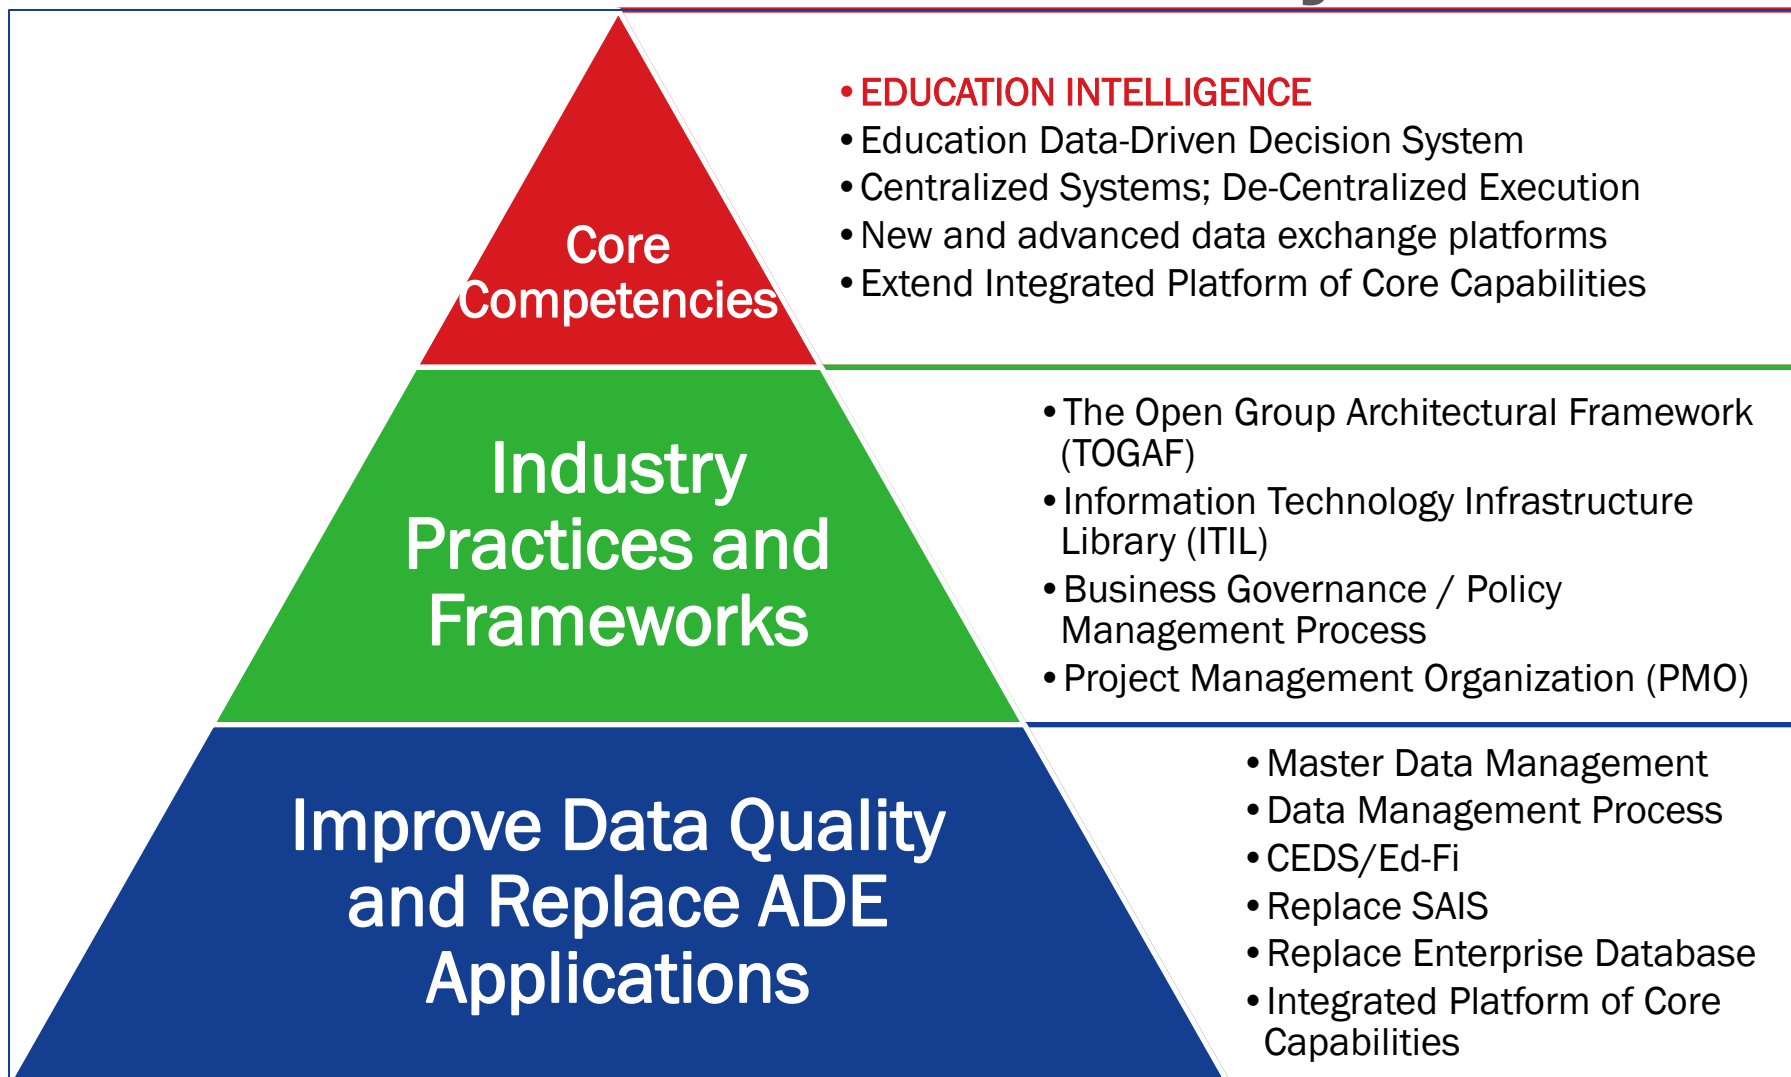 Core
Competencies
•EDUCATION INTELLIGENCE
•Education Data-Driven Decision System
•Centralized Systems; De-Centralized Execution
•New and advanced data exchange platforms
•Extend Integrated Platform of Core Capabilities
Industry
Practices and
Frameworks
•The Open Group Architectural Framework
(TOGAF)
•Information Technology Infrastructure
Library (ITIL)
•Business Governance / Policy
Management Process
•Project Management Organization (PMO)
Improve Data Quality
and Replace ADE
Applications
•Master Data Management
•Data Management Process
•CEDS/Ed-Fi
•Replace SAIS
•Replace Enterprise Database
•Integrated Platform of Core
Capabilities